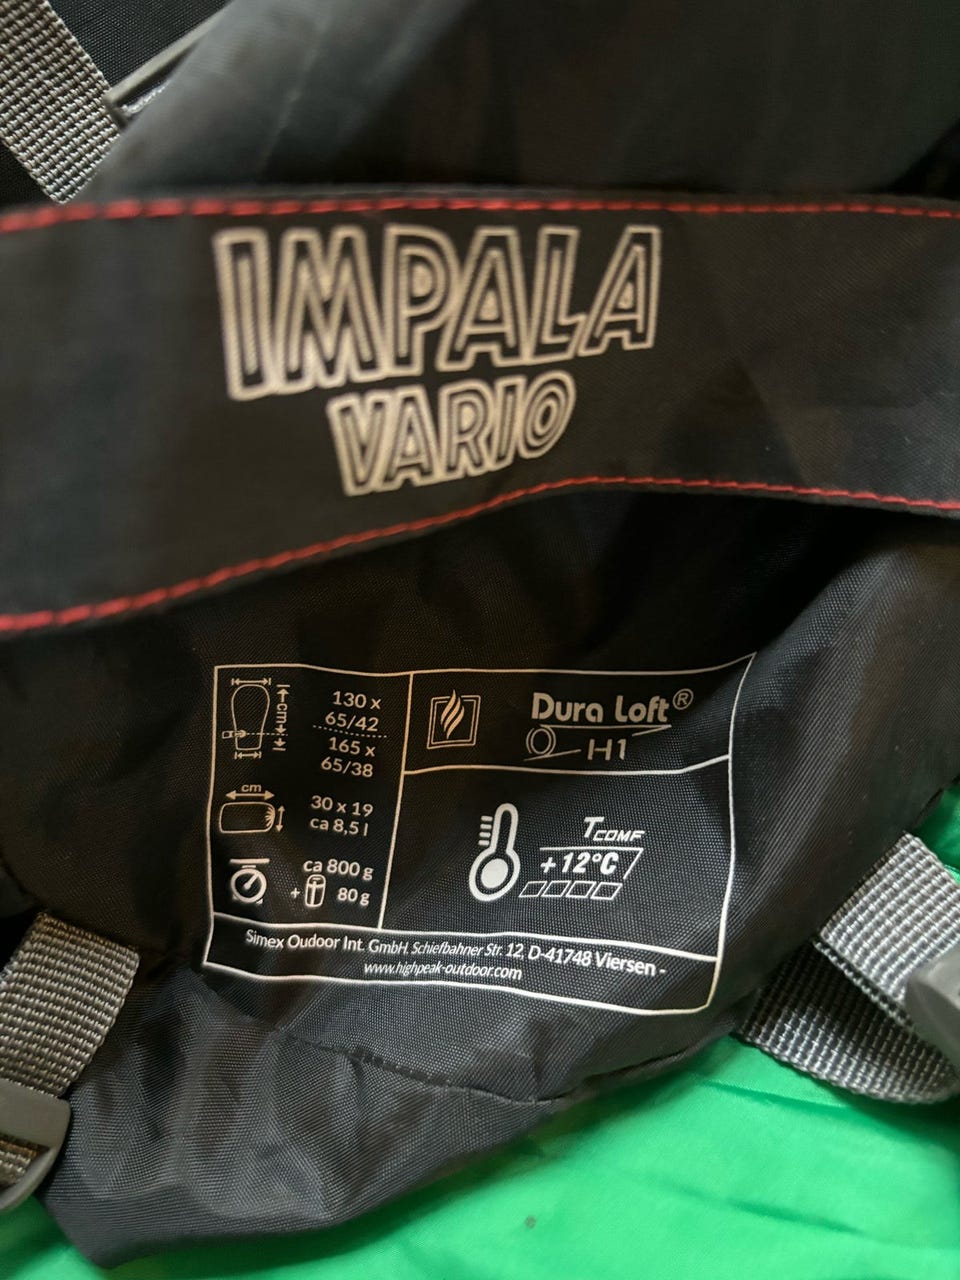 IMPALA
VARIO
cm
130 x
65/42
165 x
65/38
cm
30 x 19
ca 8,5 l
ca 800 g
+ 80 g
Dura Loft®
H1
TCOMF
+12°C
Simex Oudoor Int. GmbH, Schiefbahner Str. 12, D-41748 Viersen -
www.highpeak-outdoor.com